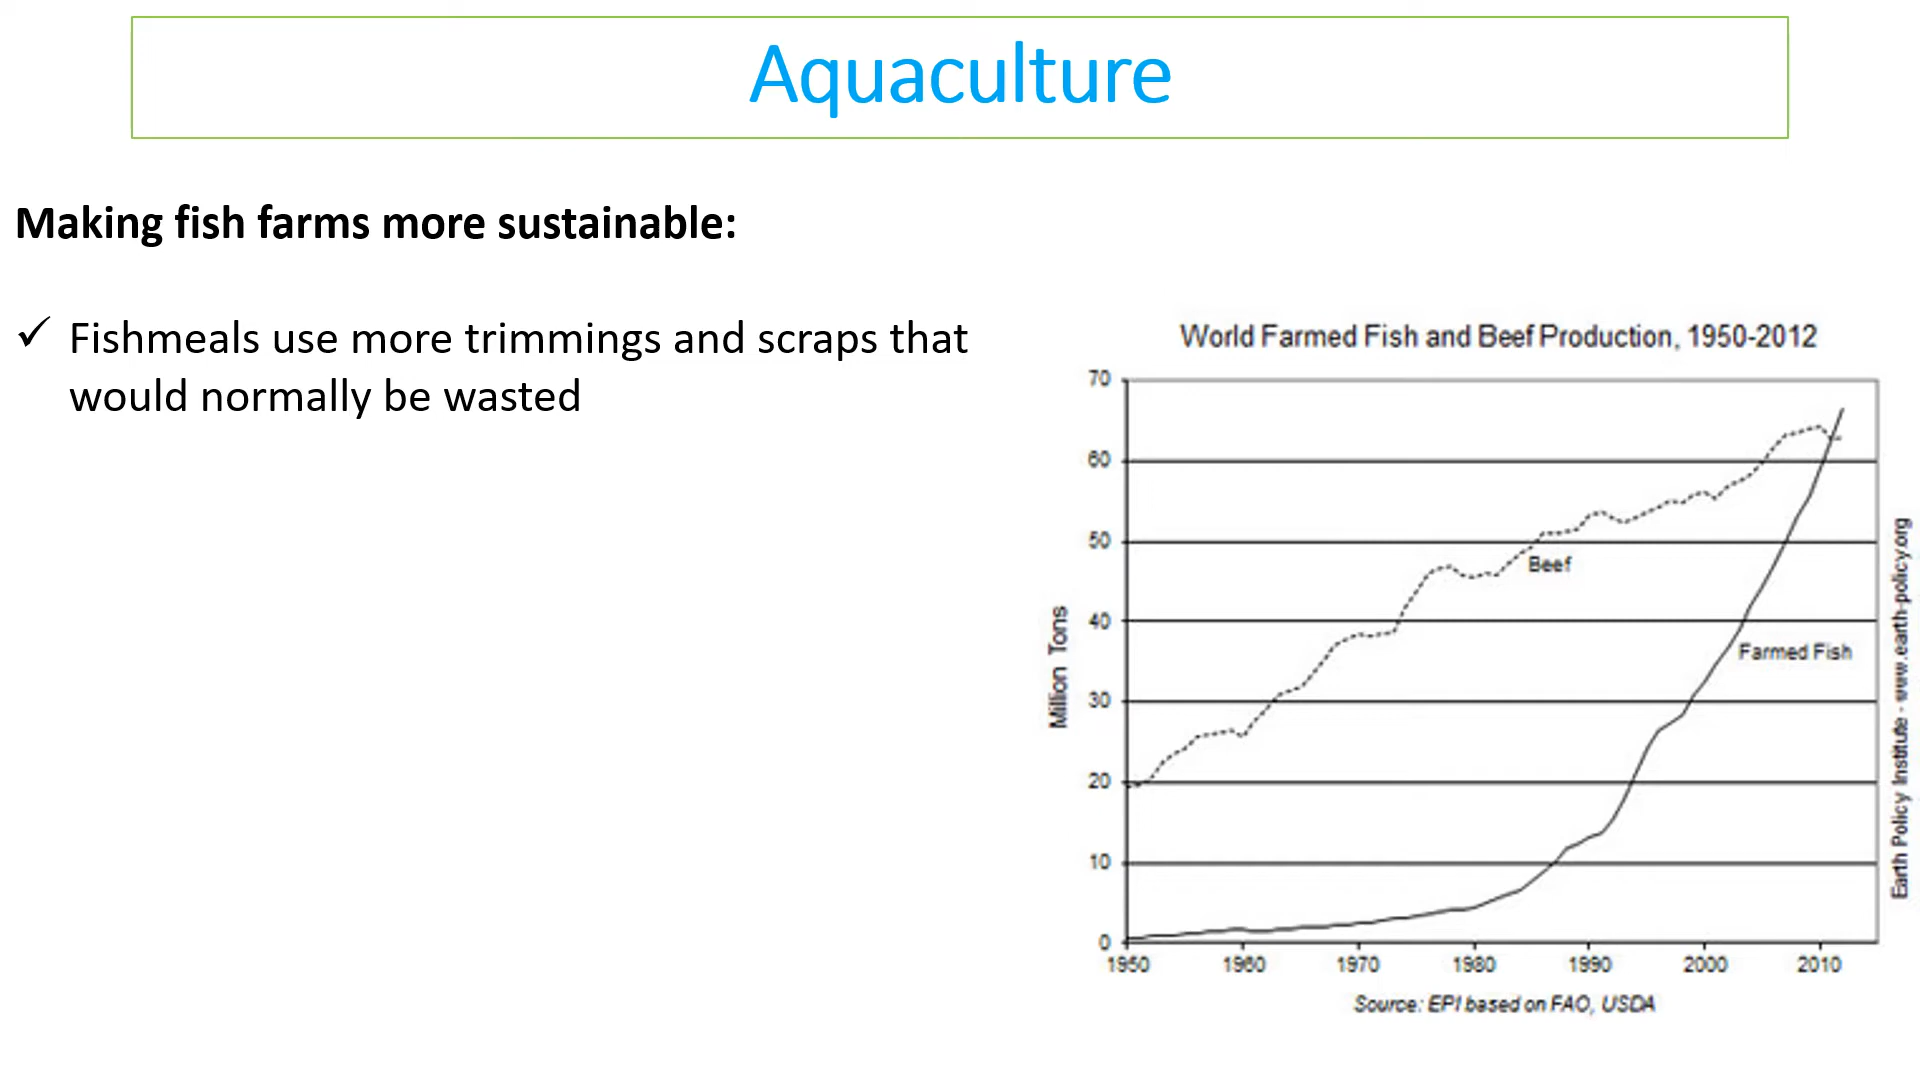 Aquaculture
Making fish farms more sustainable:
✓ Fishmeals use more trimmings and scraps that
would normally be wasted
World Farmed Fish and Beef Production, 1950-2012
70
60
50
40
30
20
10
0
Million Tons
Beef
Farmed Fish
1950 1960 1970 1980 1990 2000 2010
Source: EPI based on FAO, USDA
Earth Policy Institute - www.earth-policy.org